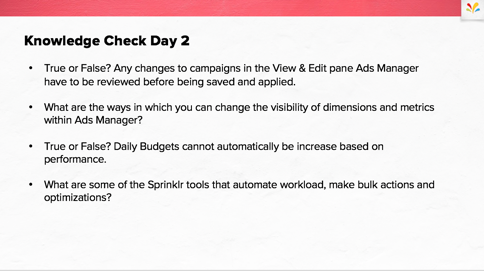 Knowledge Check Day 2
• True or False? Any changes to campaigns in the View & Edit pane Ads Manager
have to be reviewed before being saved and applied.
• What are the ways in which you can change the visibility of dimensions and metrics
within Ads Manager?
• True or False? Daily Budgets cannot automatically be increase based on
performance.
• What are some of the Sprinklr tools that automate workload, make bulk actions and
optimizations?